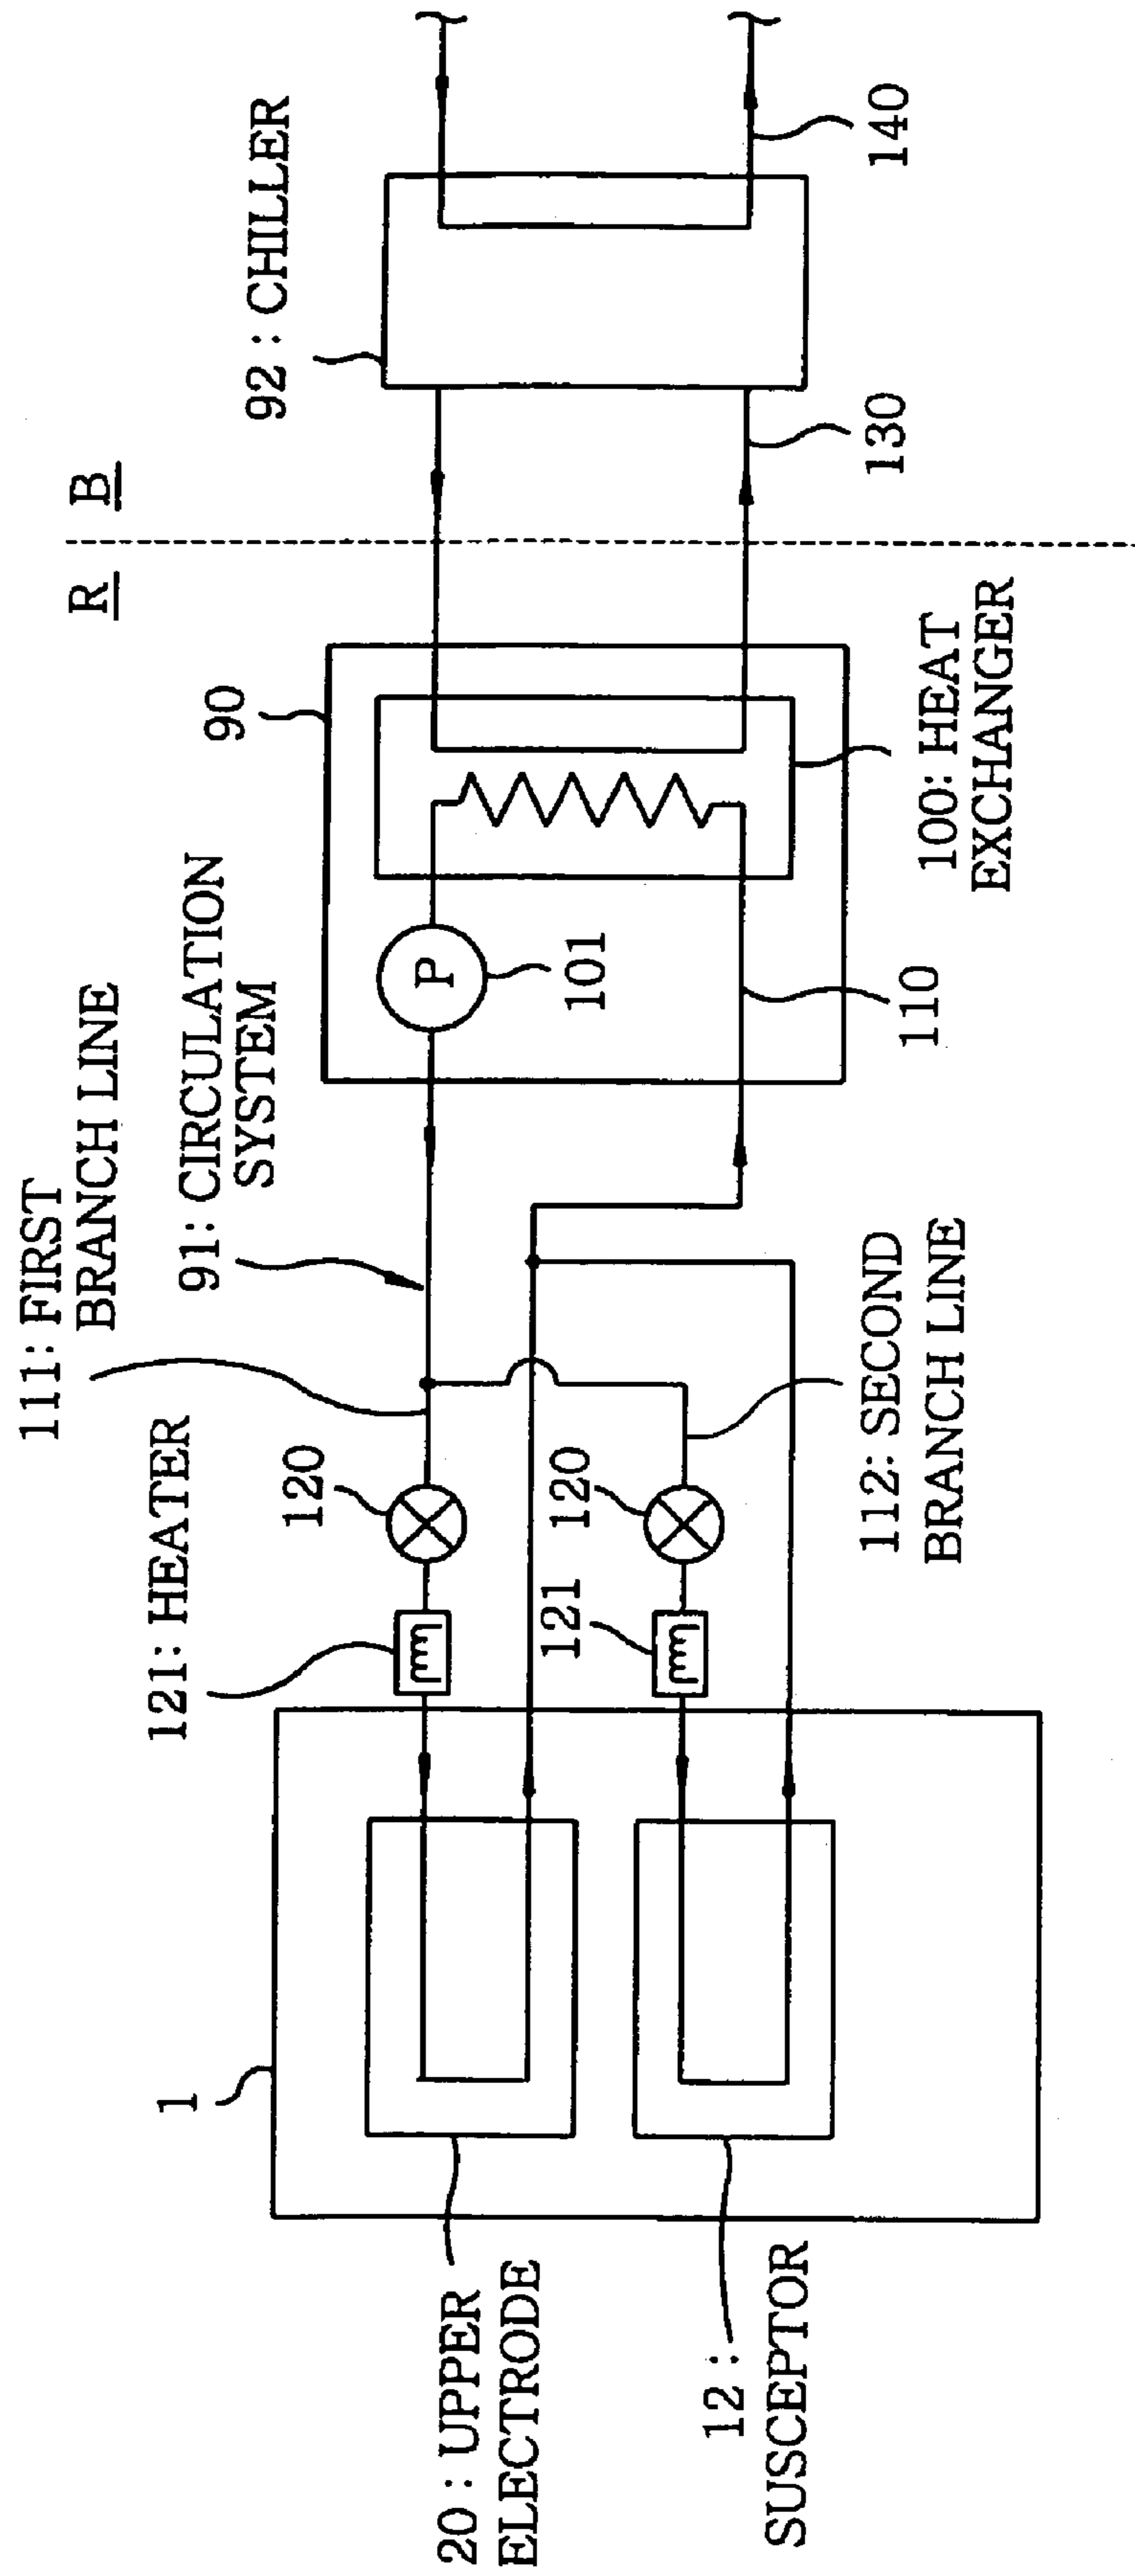 111: FIRST
BRANCH LINE
91: CIRCULATION
SYSTEM
121: HEATER
120
90
R
B
92 : CHILLER
1
101
120
121
20 : UPPER
ELECTRODE
12 :
SUSCEPTOR
112: SECOND
BRANCH LINE
110
100: HEAT
EXCHANGER
130
140
P